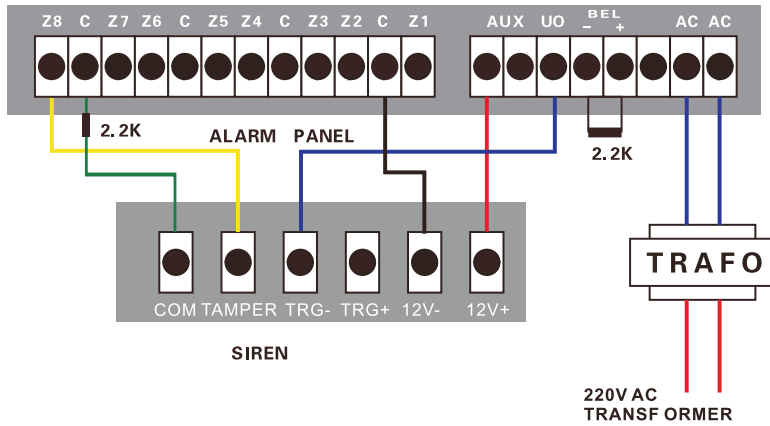 Z8 C Z7 Z6 C Z5 Z4 C Z3 Z2 C Z1 AUX UO BEL AC AC
- +
2.2K
ALARM PANEL
2.2K
TRAFO
COM TAMPER TRG- TRG+ 12V- 12V+
SIREN
220V AC
TRANSF ORMER